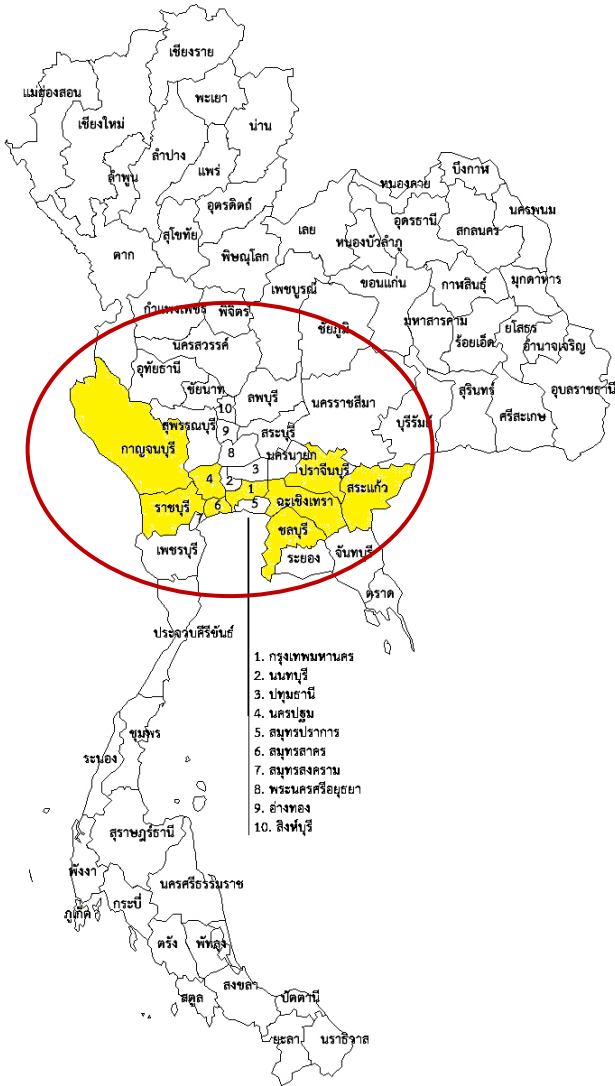 เชียงราย
แม่ฮ่องสอน
พะเยา
เชียงใหม่
น่าน
ลำปาง
แพร่
ลำพูน
บึงกาฬ
หนองคาย
อุตรดิตถ์
นครพนม
อุดรธานี
เลย
สกลนคร
สุโขทัย
หนองบัวลำภู
ตาก
พิษณุโลก
ขอนแก่น
กาฬสินธุ์
มุกดาหาร
เพชรบูรณ์
กำแพงเพชร
พิจิตร
มหาสารคาม
ชัยภูมิ
ยโสธร
ร้อยเอ็ด
อำนาจเจริญ
นครสวรรค์
อุทัยธานี
ชัยนาท
ลพบุรี
นครราชสีมา
สุรินทร์
อุบลราชธานี
10
สุพรรณบุรี
ศรีสะเกษ
บุรีรัมย์
9
สระบุรี
กาญจนบุรี
8
นครนายก
3
ปราจีนบุรี
4
2
1
สระแก้ว
ราชบุรี
6
5
ฉะเชิงเทรา
7
ชลบุรี
เพชรบุรี
ระยอง
จันทบุรี
ตราด
ประจวบคีรีขันธ์
1. กรุงเทพมหานคร
2. นนทบุรี
3. ปทุมธานี
4. นครปฐม
5. สมุทรปราการ
6. สมุทรสาคร
7. สมุทรสงคราม
8. พระนครศรีอยุธยา
9. อ่างทอง
10. สิงห์บุรี
ชุมพร
ระนอง
สุราษฎร์ธานี
พังงา
นครศรีธรรมราช
กระบี่
ภูเก็ต
ตรัง
พัทลุง
สงขลา
สตูล
ปัตตานี
ยะลา
นราธิวาส